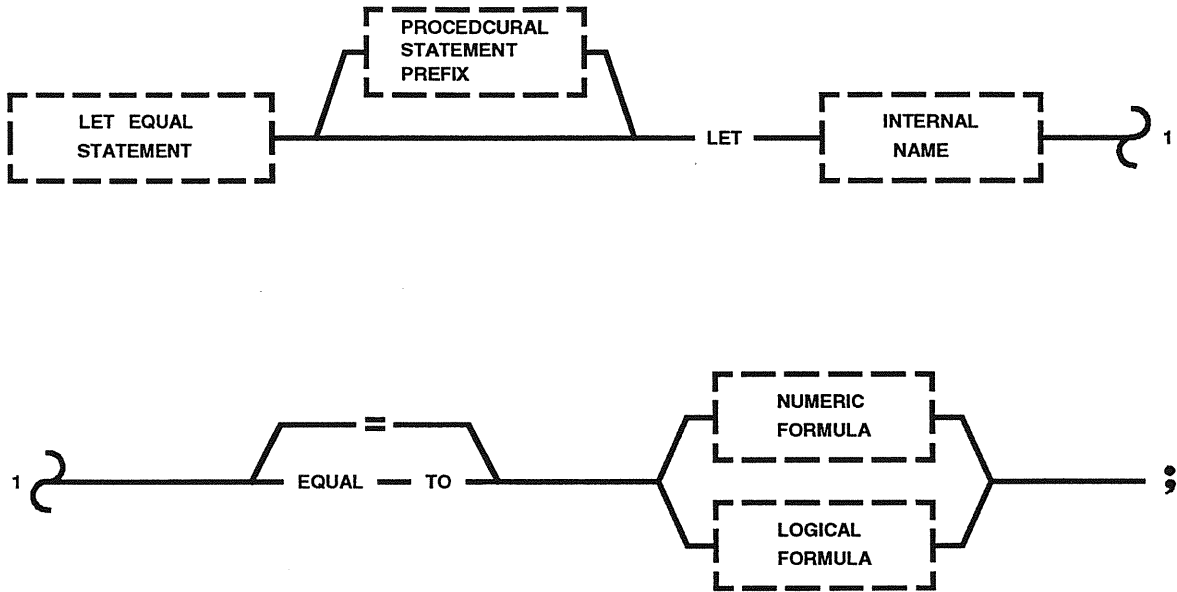 PROCEDCURAL
STATEMENT
PREFIX
LET EQUAL
STATEMENT
LET
INTERNAL
NAME
1
1
=
EQUAL TO
NUMERIC
FORMULA
LOGICAL
FORMULA
;